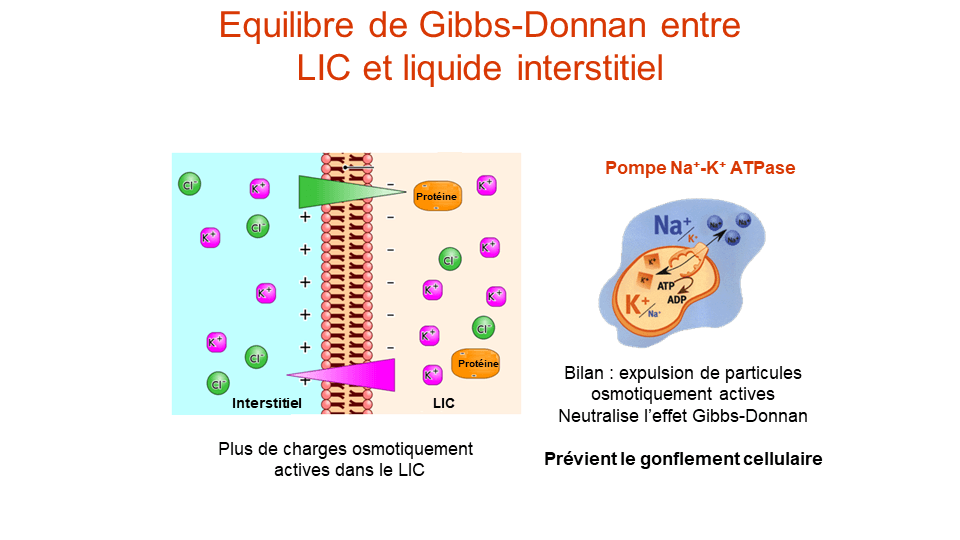 Equilibre de Gibbs-Donnan entre
LIC et liquide interstitiel
Cl⁻
K⁺
Cl⁻
K⁺
K⁺
K⁺
Cl⁻
Cl⁻
+
+
+
+
+
+
+
–
–
–
–
–
–
Protéine
K⁺
K⁺
Cl⁻
K⁺
K⁺
Cl⁻
K⁺
Protéine
K⁺
Interstitiel
LIC
Plus de charges osmotiquement
actives dans le LIC
Pompe Na⁺-K⁺ ATPase
Na⁺/K⁺
Na⁺
Na⁺
Na⁺
K⁺
K⁺
ATP
ADP
K⁺/Na⁺
Bilan : expulsion de particules
osmotiquement actives
Neutralise l’effet Gibbs-Donnan
Prévient le gonflement cellulaire